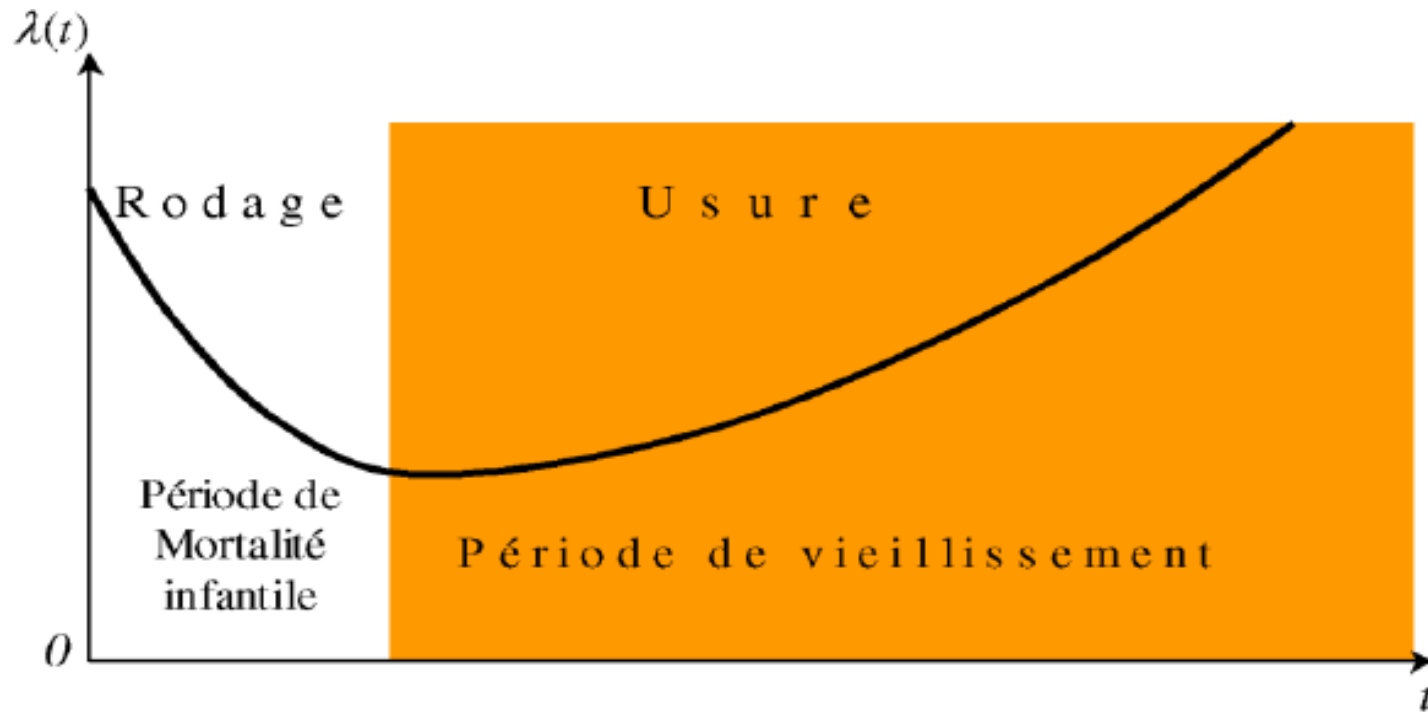 λ(t)
Rodage
Usure
Période de
Mortalité
infantile
Période de vieillissement
0
t